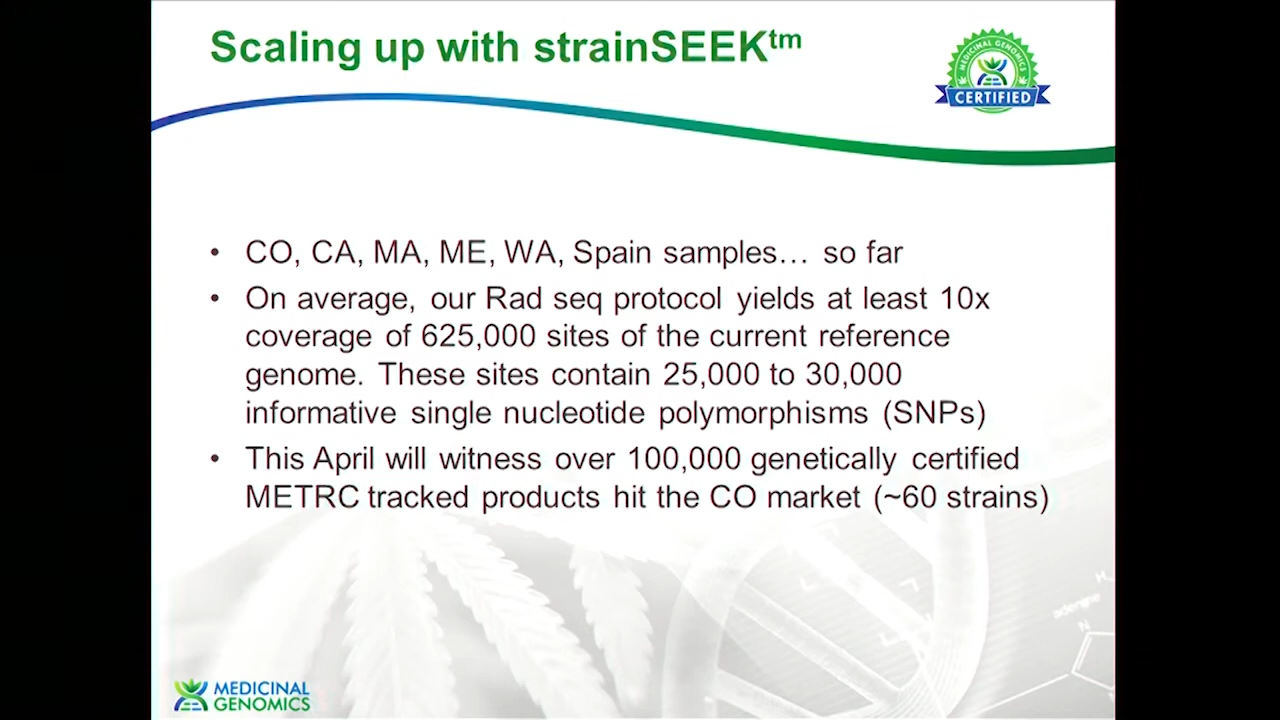 Scaling up with strainSEEKtm
MEDICINAL GENOMICS
CERTIFIED
• CO, CA, MA, ME, WA, Spain samples… so far
• On average, our Rad seq protocol yields at least 10x
coverage of 625,000 sites of the current reference
genome. These sites contain 25,000 to 30,000
informative single nucleotide polymorphisms (SNPs)
• This April will witness over 100,000 genetically certified
METRC tracked products hit the CO market (~60 strains)
adenine
MEDICINAL
GENOMICS